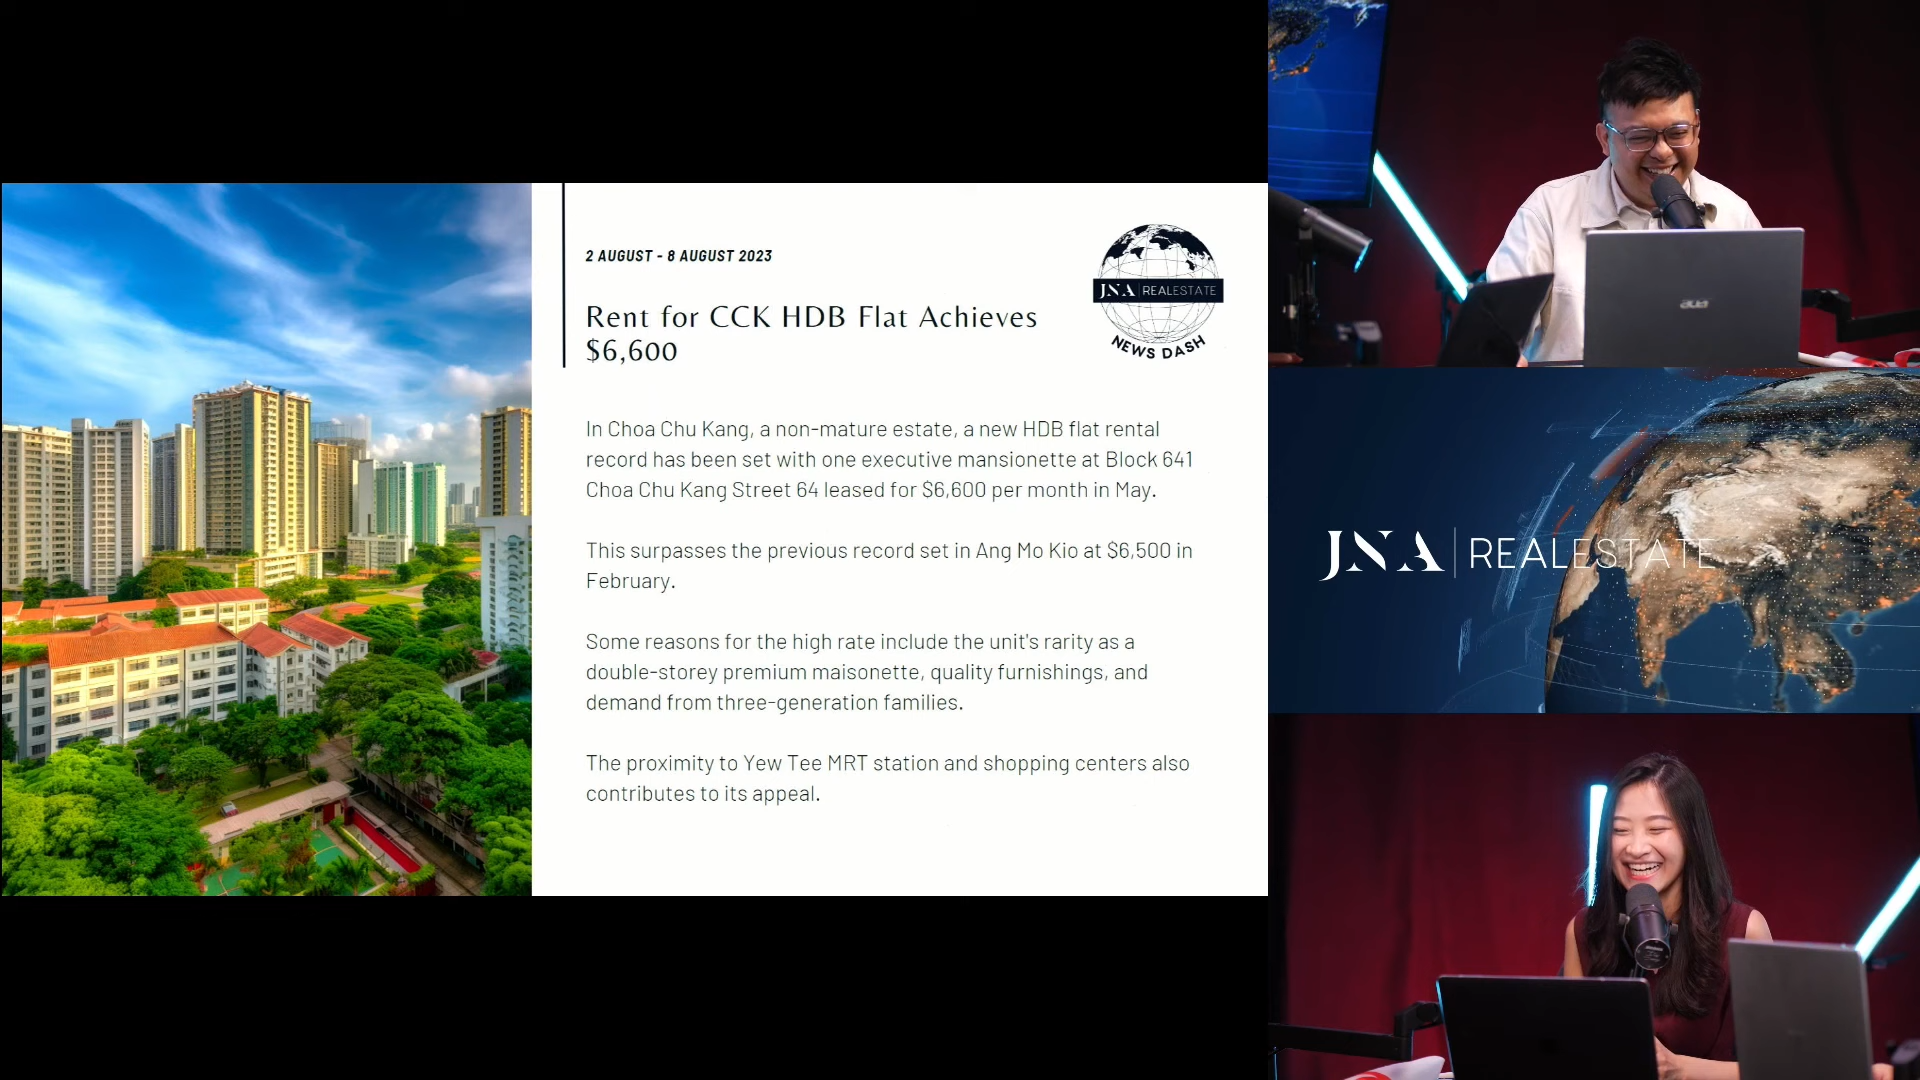 2 AUGUST - 8 AUGUST 2023
Rent for CCK HDB Flat Achieves
$6,600
JNA REALESTATE
NEWS DASH
In Choa Chu Kang, a non-mature estate, a new HDB flat rental
record has been set with one executive mansionette at Block 641
Choa Chu Kang Street 64 leased for $6,600 per month in May.
This surpasses the previous record set in Ang Mo Kio at $6,500 in
February.
Some reasons for the high rate include the unit's rarity as a
double-storey premium maisonette, quality furnishings, and
demand from three-generation families.
The proximity to Yew Tee MRT station and shopping centers also
contributes to its appeal.
acer
JNA REALESTATE